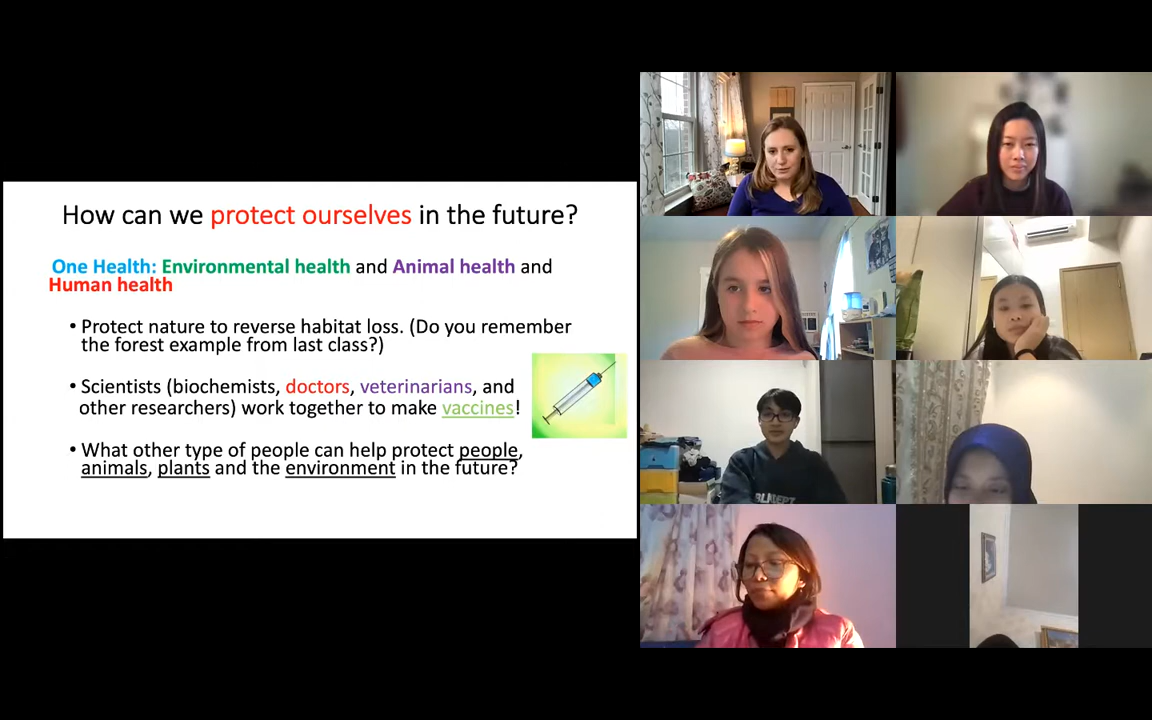 How can we protect ourselves in the future?
One Health: Environmental health and Animal health and
Human health
• Protect nature to reverse habitat loss. (Do you remember
the forest example from last class?)
• Scientists (biochemists, doctors, veterinarians, and
other researchers) work together to make vaccines!
• What other type of people can help protect people,
animals, plants and the environment in the future?